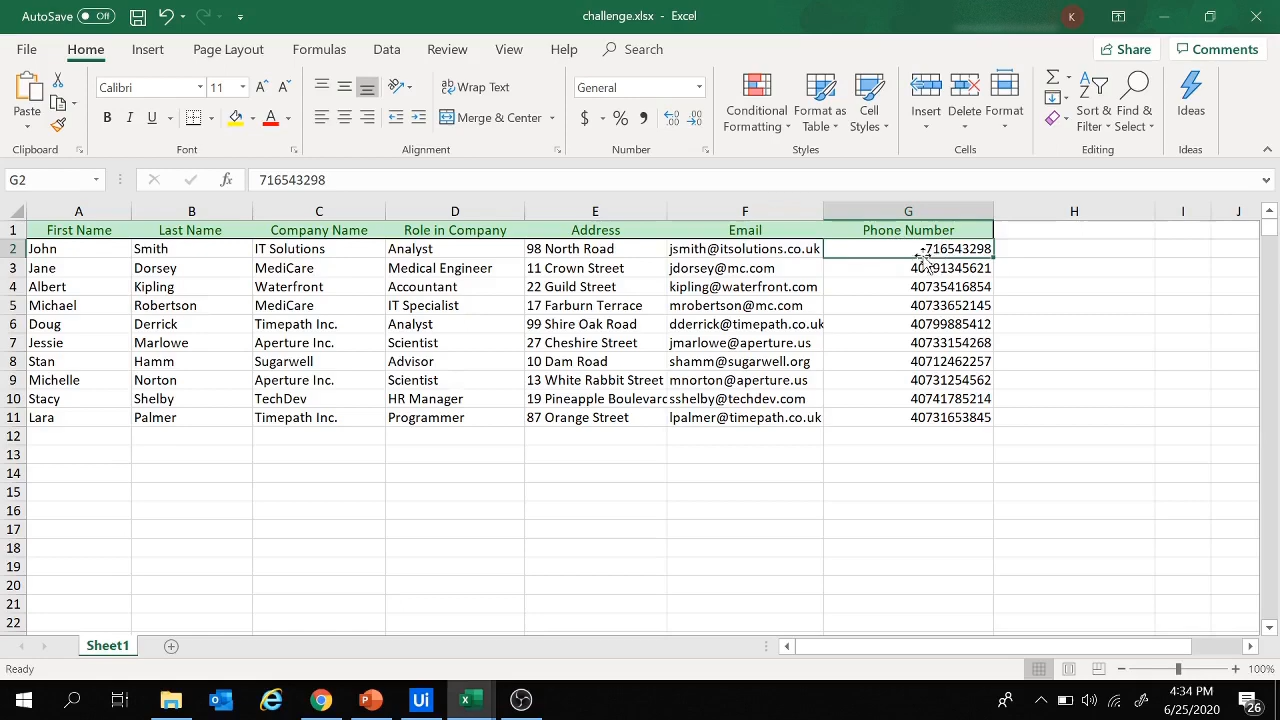 AutoSave Off challenge.xlsx - Excel K
File Home Insert Page Layout Formulas Data Review View Help Search Share Comments
Paste
Clipboard
Calibri 11
B I U
Font
Wrap Text
Merge & Center
Alignment
General
$ % 
Number
Conditional Formatting
Format as Table
Cell Styles
Styles
Insert Delete Format
Cells
Sort & Filter
Find & Select
Editing
Ideas
Ideas
G2 fx 716543298
A B C D E F G H I J
1 First Name Last Name Company Name Role in Company Address Email Phone Number
2 John Smith IT Solutions Analyst 98 North Road jsmith@itsolutions.co.uk 716543298
3 Jane Dorsey MediCare Medical Engineer 11 Crown Street jdorsey@mc.com
4 Albert Kipling Waterfront Accountant 22 Guild Street kipling@waterfront.com 40735416854
5 Michael Robertson MediCare IT Specialist 17 Farburn Terrace mrobertson@mc.com 40733652145
6 Doug Derrick Timepath Inc. Analyst 99 Shire Oak Road dderrick@timepath.co.uk 40799885412
7 Jessie Marlowe Aperture Inc. Scientist 27 Cheshire Street jmarlowe@aperture.us 40733154268
8 Stan Hamm Sugarwell Advisor 10 Dam Road shamm@sugarwell.org 40712462257
9 Michelle Norton Aperture Inc. Scientist 13 White Rabbit Street mnorton@aperture.us 40731254562
10 Stacy Shelby TechDev HR Manager 19 Pineapple Boulevard sshelby@techdev.com 40741785214
11 Lara Palmer Timepath Inc. Programmer 87 Orange Street lpalmer@timepath.co.uk 40731653845
12
13
14
15
16
17
18
19
20
21
22
Sheet1
Ready 100%
Ui
4:34 PM
6/25/2020
26